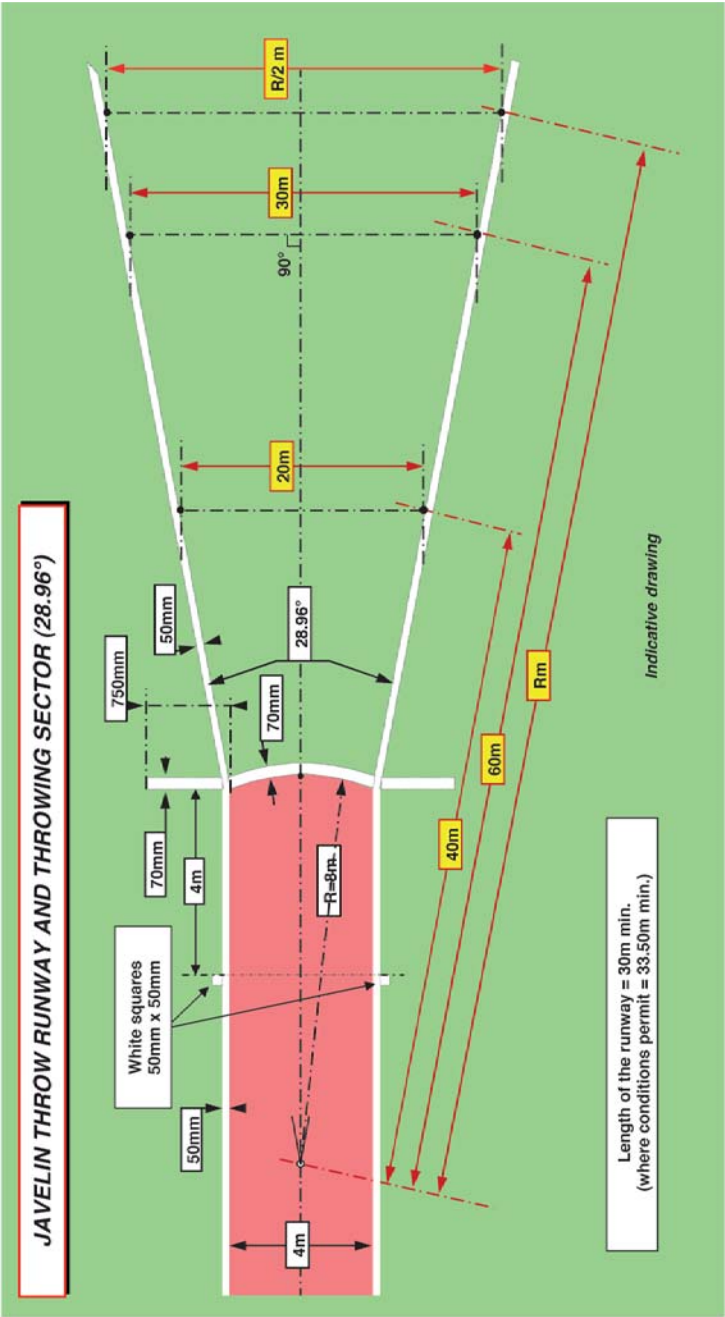 JAVELIN THROW RUNWAY AND THROWING SECTOR (28.96°)
White squares
50mm x 50mm
70mm
4m
750mm
50mm
50mm
70mm
28.96°
R=8m
4m
20m
30m
R/2 m
90°
40m
60m
Rm
Length of the runway = 30m min.
(where conditions permit = 33.50m min.)
Indicative drawing